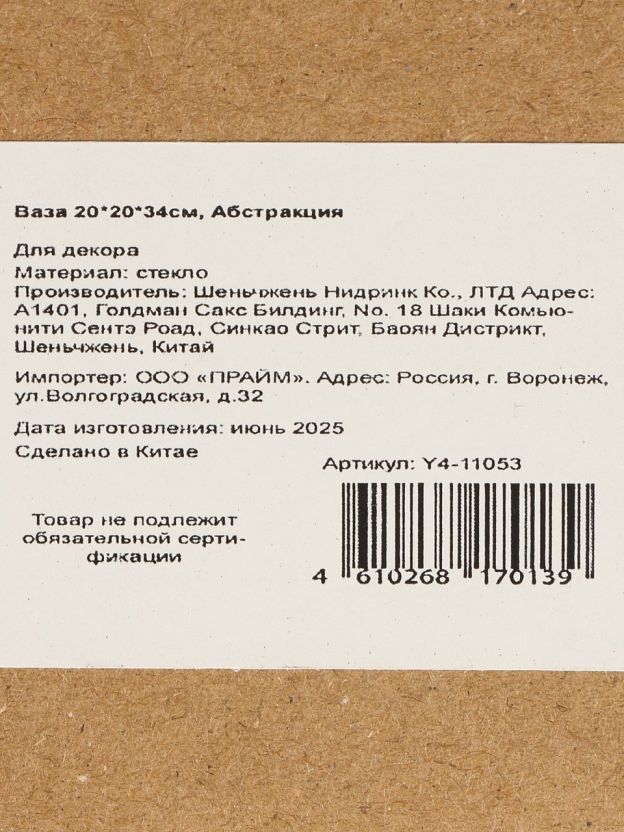 Ваза 20*20*34см, Абстракция
Для декора
Материал: стекло
Производитель: Шеньчжень Нидринк Ко., ЛТД Адрес:
А1401, Голдман Сакс Билдинг, No. 18 Шаки Комью-
нити Сентэ Роад, Синкао Стрит, Баоян Дистрикт,
Шеньчжень, Китай
Импортер: ООО «ПРАЙМ». Адрес: Россия, г. Воронеж,
ул.Волгоградская, д.32
Дата изготовления: июнь 2025
Сделано в Китае
Артикул: Y4-11053
Товар не подлежит
обязательной серти-
фикации
4 610268 170139